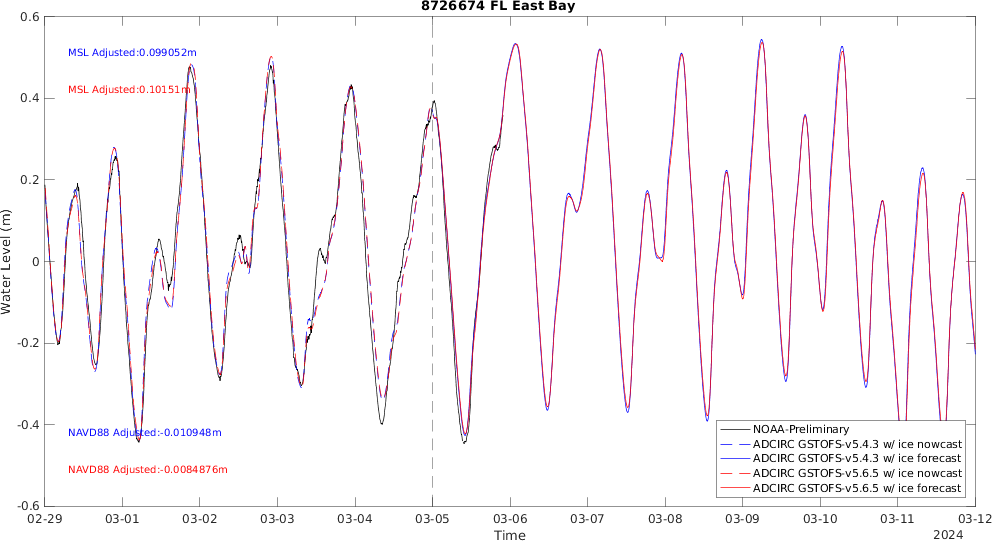 8726674 FL East Bay
0.6
MSL Adjusted:0.099052m
MSL Adjusted:0.10151m
0.4
0.2
0
-0.2
-0.4
-0.6
Water Level (m)
NAVD88 Adjusted:-0.010948m
NAVD88 Adjusted:-0.0084876m
NOAA-Preliminary
ADCIRC GSTOFS-v5.4.3 w/ ice nowcast
ADCIRC GSTOFS-v5.4.3 w/ ice forecast
ADCIRC GSTOFS-v5.6.5 w/ ice nowcast
ADCIRC GSTOFS-v5.6.5 w/ ice forecast
02-29 03-01 03-02 03-03 03-04 03-05 03-06 03-07 03-08 03-09 03-10 03-11 03-12
Time
2024